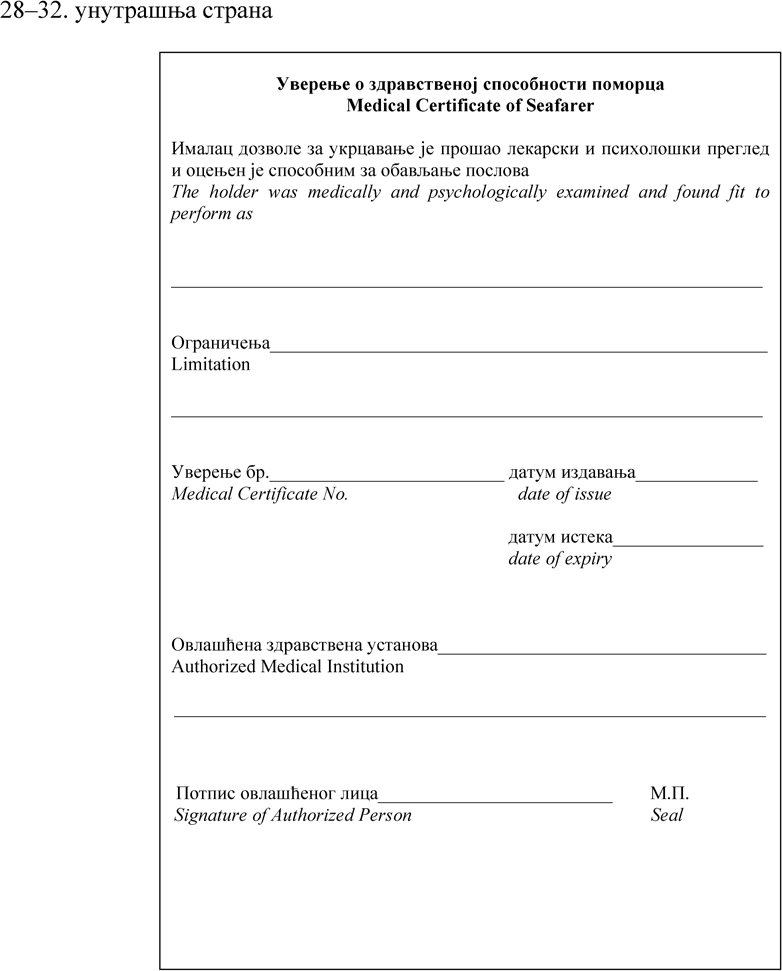 28–32. унутрашња страна
Уверење о здравственој способности поморца
Medical Certificate of Seafarer
Ималац дозволе за укрцавање је прошао лекарски и психолошки преглед
и оцењен је способним за обављање послова
The holder was medically and psychologically examined and found fit to
perform as
Ограничења
Limitation
Уверење бр. датум издавања
Medical Certificate No. date of issue
датум истека
date of expiry
Овлашћена здравствена установа
Authorized Medical Institution
Потпис овлашћеног лица М.П.
Signature of Authorized Person Seal